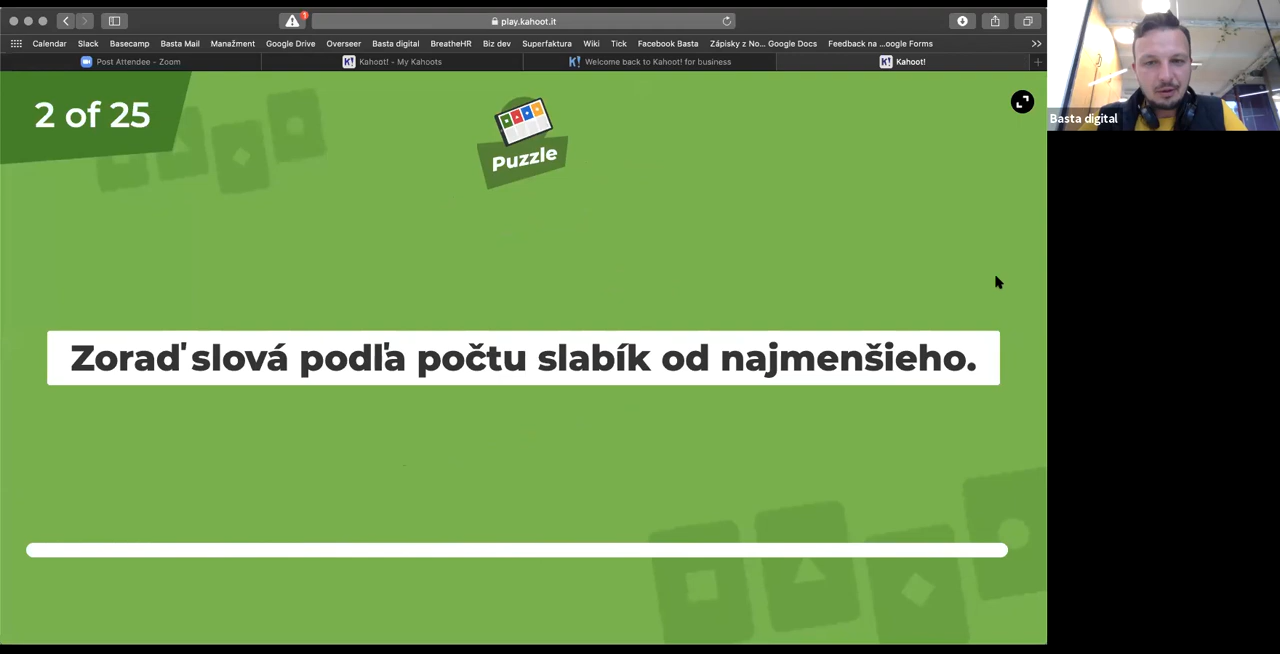 play.kahoot.it
Calendar Slack Basecamp Basta Mail Manažment Google Drive Overseer Basta digital BreatheHR Biz dev Superfaktura Wiki Tick Facebook Basta Zápisky z No... Google Docs Feedback na ...oogle Forms
Post Attendee - Zoom K! Kahoot! - My Kahoots K! Welcome back to Kahoot! for business K! Kahoot!
2 of 25
Puzzle
Basta digital
Zoraď slová podľa počtu slabík od najmenšieho.